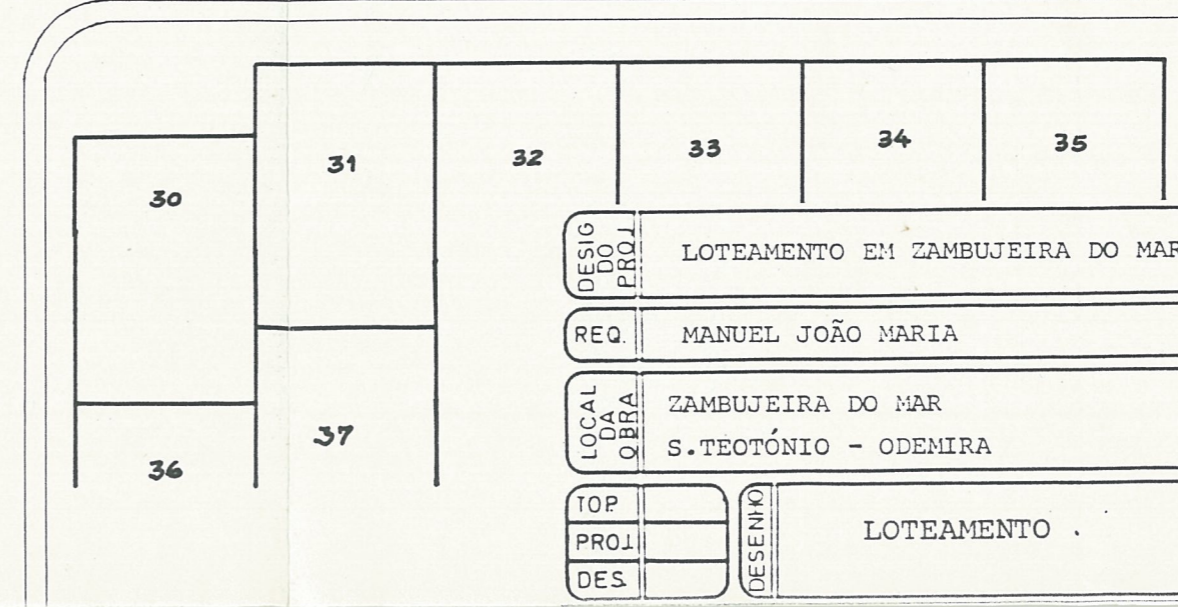 31 32 33 34 35
30
37
36
DESIG
DO
PROJ
LOTEAMENTO EM ZAMBUJEIRA DO MAR
REQ.
MANUEL JOÃO MARIA
LOCAL
DA
OBRA
ZAMBUJEIRA DO MAR
S.TEOTÓNIO - ODEMIRA
TOP.
PROJ.
DES.
DESENHO
LOTEAMENTO .